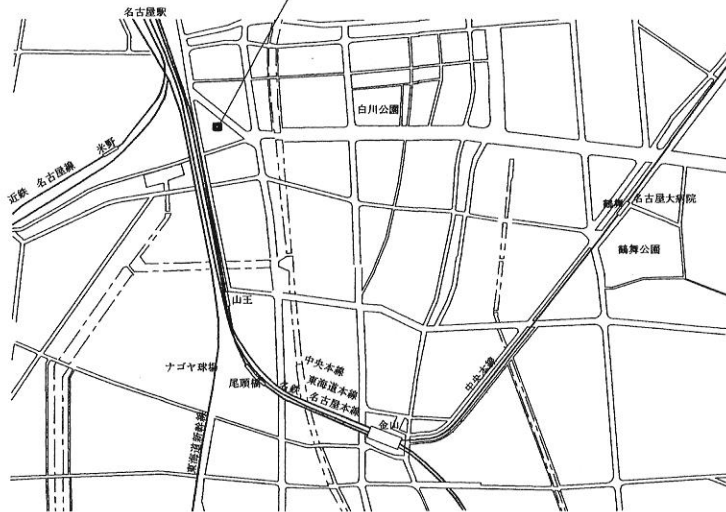 名古屋駅
白川公園
近鉄 名古屋線 米野
鶴舞
名古屋大病院
鶴舞公園
山王
中央本線
東海道本線
名鉄 名古屋本線
ナゴヤ球場
尾頭橋
中央本線
金山
東海道新幹線